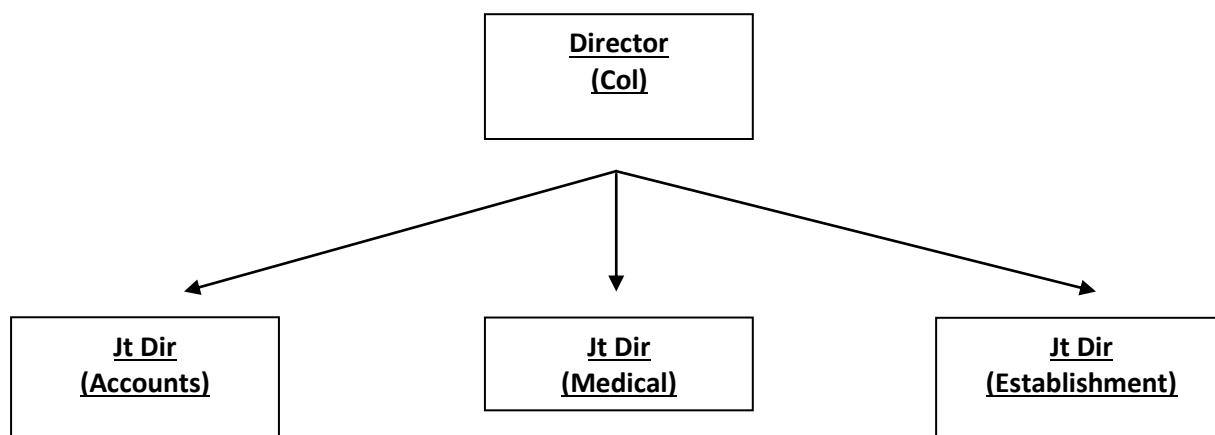 Director
(Col)
Jt Dir
(Accounts)
Jt Dir
(Medical)
Jt Dir
(Establishment)